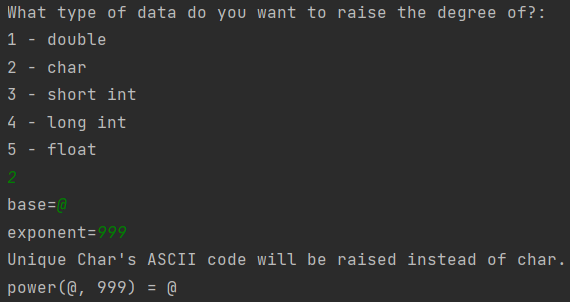 What type of data do you want to raise the degree of?:
1 - double
2 - char
3 - short int
4 - long int
5 - float
2
base=@
exponent=999
Unique Char's ASCII code will be raised instead of char.
power(@, 999) = @